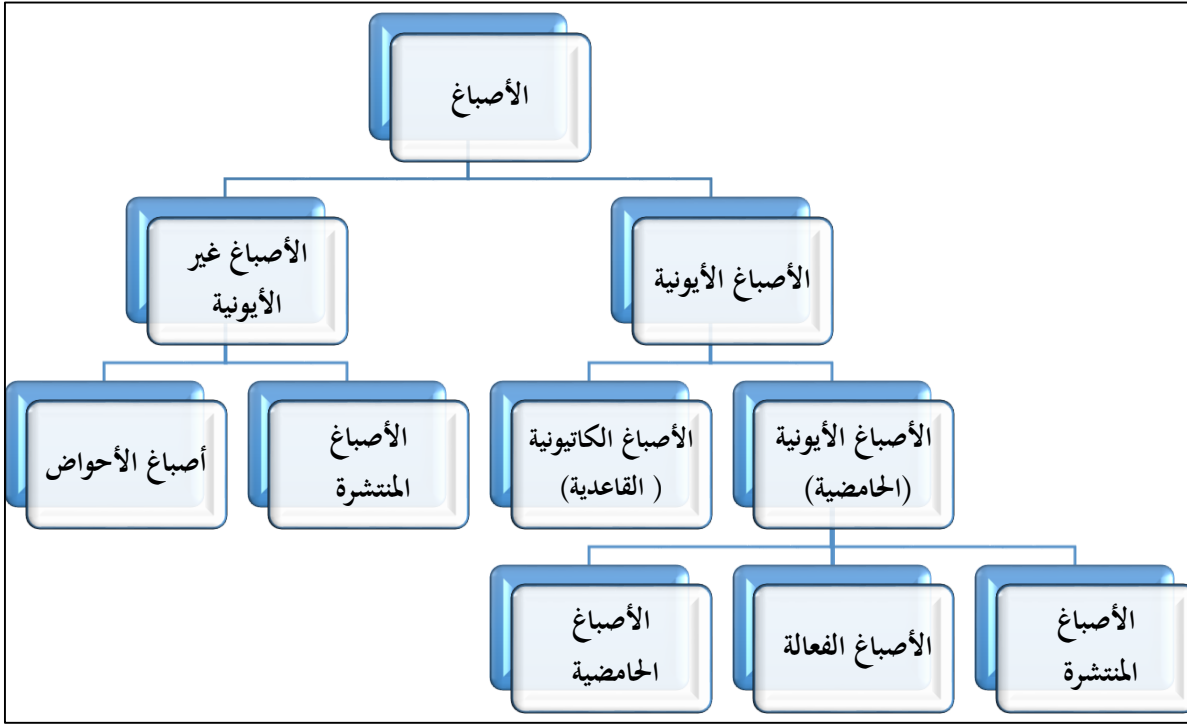 الأصباغ
الأصباغ الأيونية
الأصباغ غير
الأيونية
الأصباغ الأيونية
(الحامضية)
الأصباغ الكاتيونية
( القاعدية)
الأصباغ
المنتشرة
أصباغ الأحواض
الأصباغ
المنتشرة
الأصباغ الفعالة
الأصباغ
الحامضية